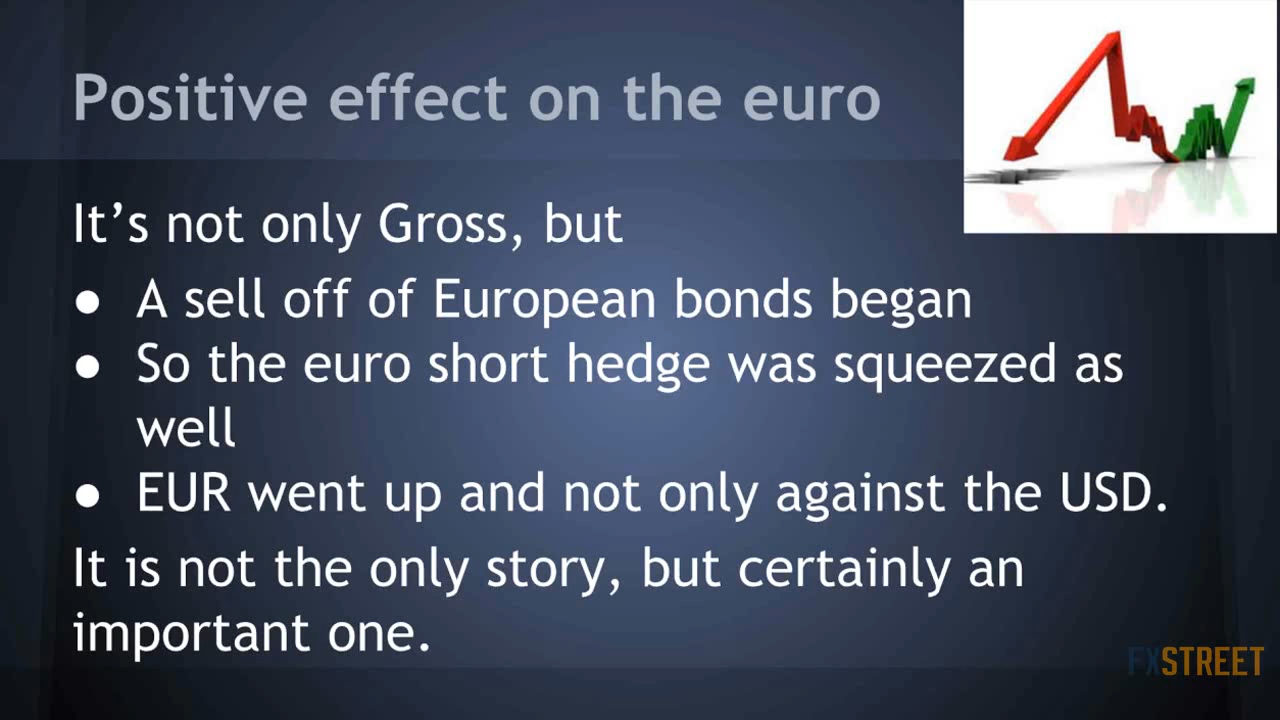 Positive effect on the euro
It’s not only Gross, but
● A sell off of European bonds began
● So the euro short hedge was squeezed as
well
● EUR went up and not only against the USD.
It is not the only story, but certainly an
important one.
FXSTREET